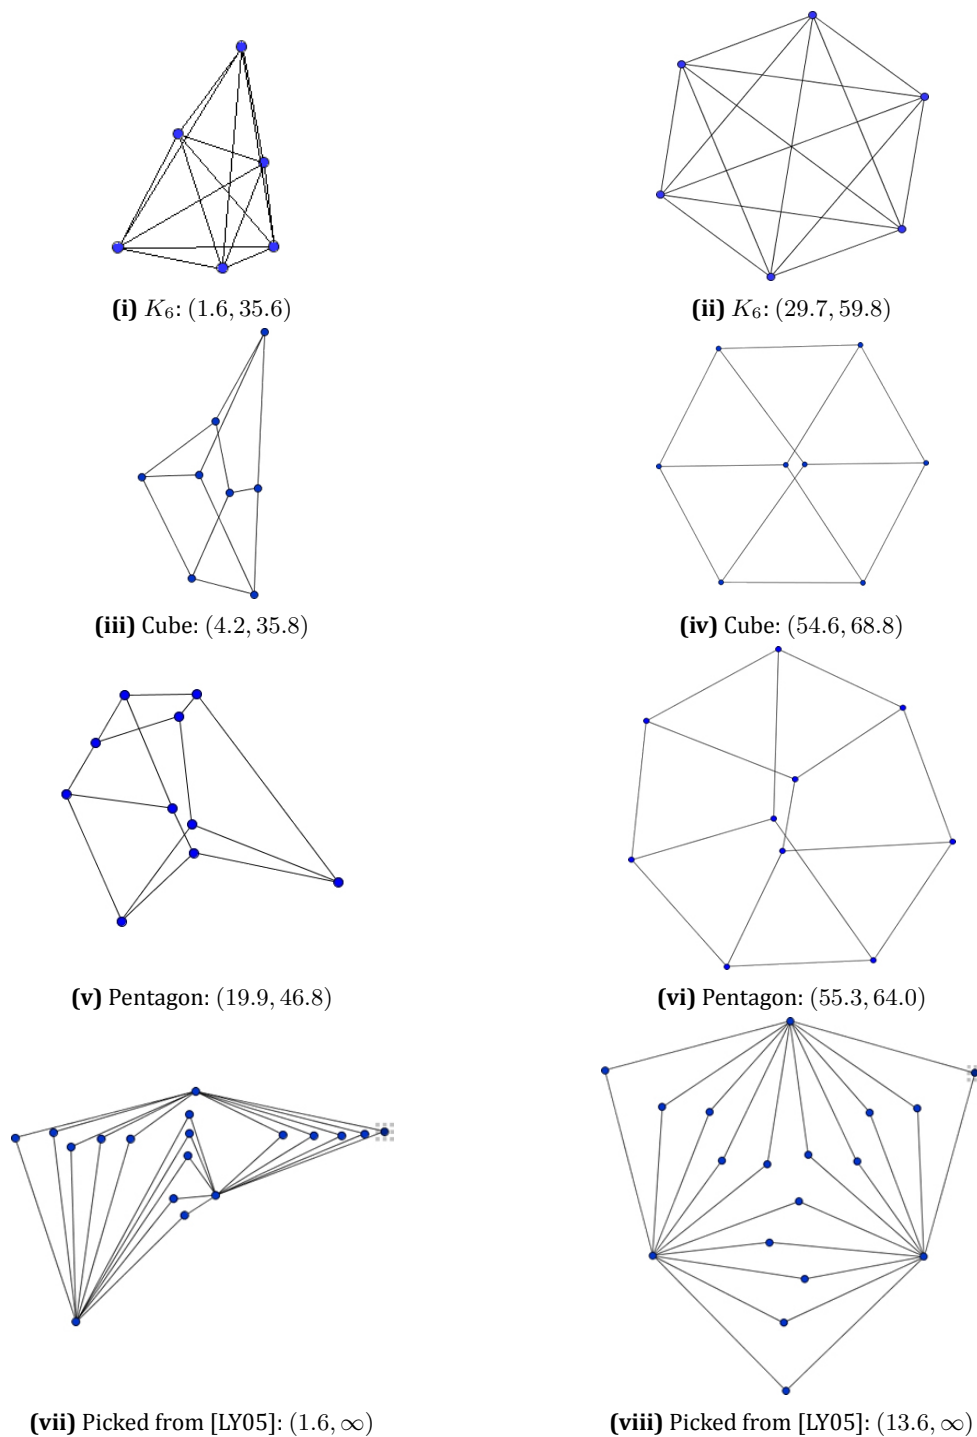 (i) K₆: (1.6, 35.6)
(ii) K₆: (29.7, 59.8)
(iii) Cube: (4.2, 35.8)
(iv) Cube: (54.6, 68.8)
(v) Pentagon: (19.9, 46.8)
(vi) Pentagon: (55.3, 64.0)
(vii) Picked from [LY05]: (1.6, ∞)
(viii) Picked from [LY05]: (13.6, ∞)